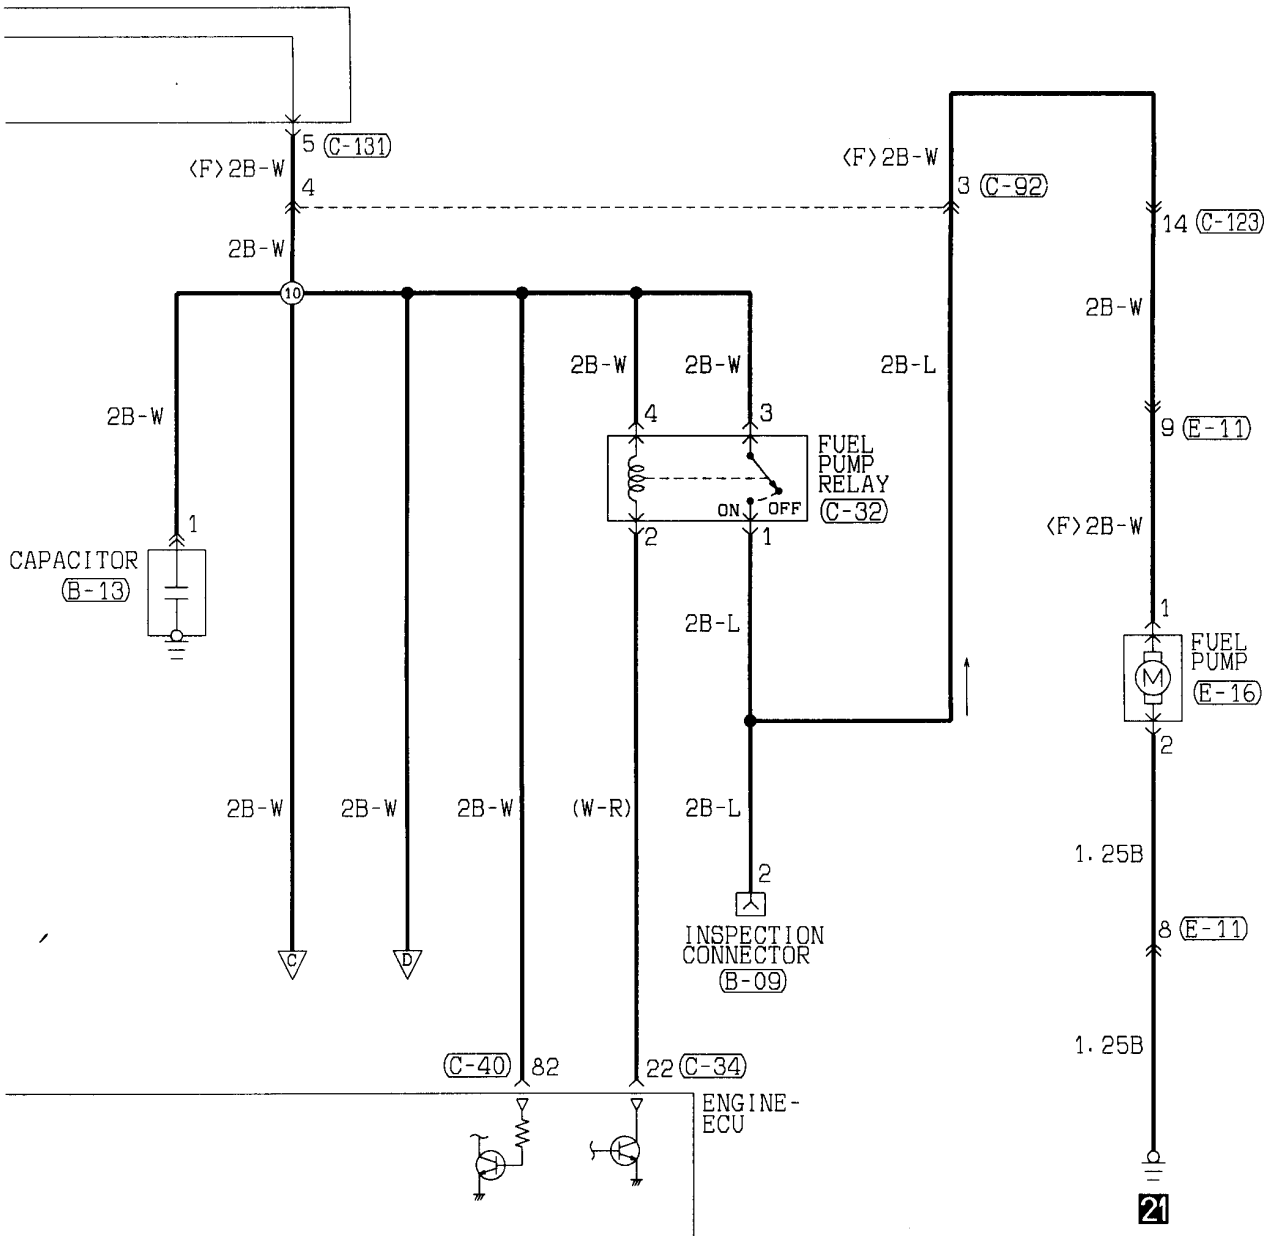 5 (C-131)
⟨F⟩2B-W
4
⟨F⟩2B-W
3 (C-92)
14 (C-123)
2B-W
10
2B-W
2B-W
2B-W
2B-L
2B-W
4
3
9 (E-11)
FUEL
PUMP
RELAY
(C-32)
ON
OFF
1
2
1
⟨F⟩2B-W
CAPACITOR
(B-13)
2B-L
1
FUEL
PUMP
(E-16)
M
2
2B-W
2B-W
2B-W
(W-R)
2B-L
1.25B
2
8 (E-11)
INSPECTION
CONNECTOR
(B-09)
C
D
1.25B
(C-40) 82
22 (C-34)
ENGINE-
ECU
21